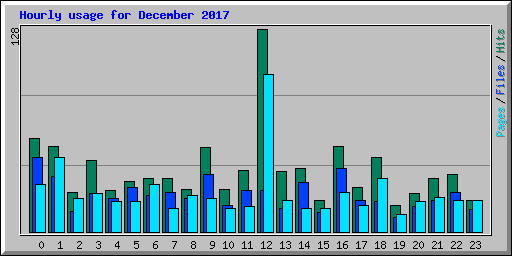 Hourly usage for December 2017
128
Pages / Files / Hits
0 1 2 3 4 5 6 7 8 9 10 11 12 13 14 15 16 17 18 19 20 21 22 23